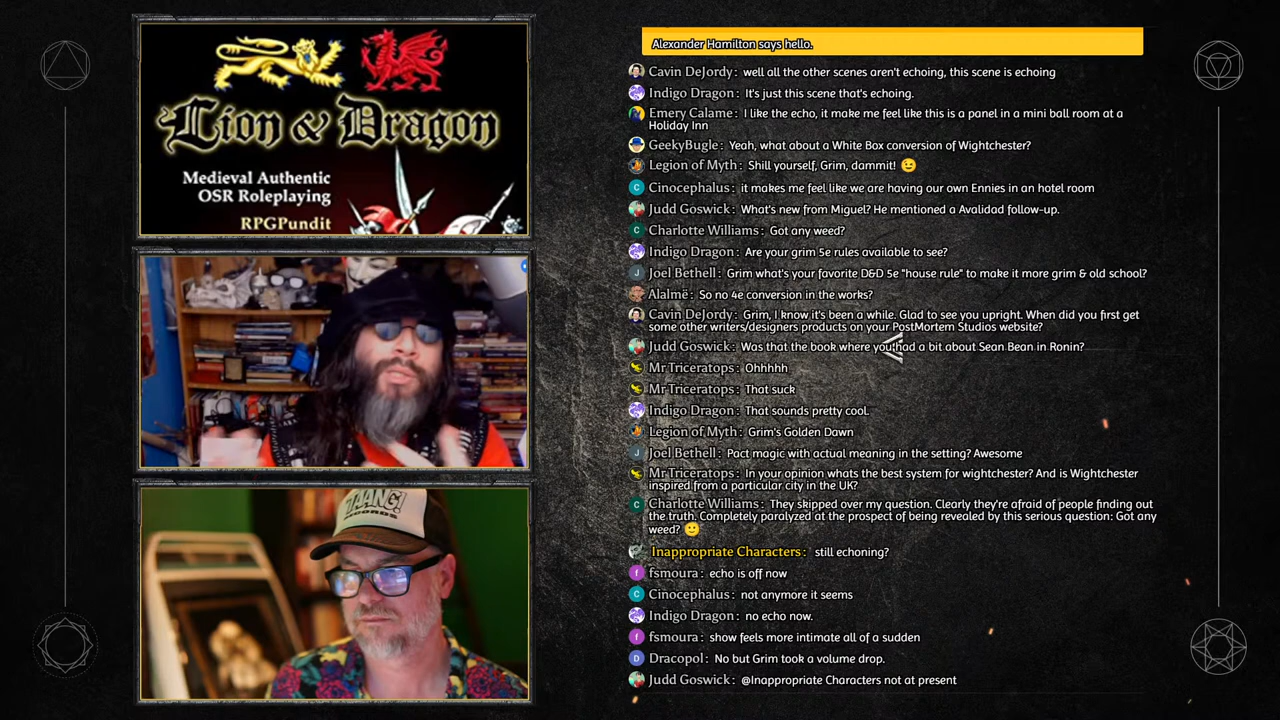 Lion & Dragon
Medieval Authentic
OSR Roleplaying
RPGPundit
TJANG!
RECORDS
Alexander Hamilton says hello.
Cavin DeJordy: well all the other scenes aren't echoing, this scene is echoing
Indigo Dragon: It's just this scene that's echoing.
Emery Calame: I like the echo, it make me feel like this is a panel in a mini ball room at a
Holiday Inn
GeekyBugle: Yeah, what about a White Box conversion of Wightchester?
Legion of Myth: Shill yourself, Grim, dammit! 😉
Cinocephalus: it makes me feel like we are having our own Ennies in an hotel room
Judd Goswick: What's new from Miguel? He mentioned a Avalidad follow-up.
Charlotte Williams: Got any weed?
Indigo Dragon: Are your grim 5e rules available to see?
Joel Bethell: Grim what's your favorite D&D 5e "house rule" to make it more grim & old school?
Alalmë: So no 4e conversion in the works?
Cavin DeJordy: Grim, I know it's been a while. Glad to see you upright. When did you first get
some other writers/designers products on your PostMortem Studios website?
Judd Goswick: Was that the book where you had a bit about Sean Bean in Ronin?
MrTriceratops: Ohhhhh
MrTriceratops: That suck
Indigo Dragon: That sounds pretty cool.
Legion of Myth: Grim's Golden Dawn
Joel Bethell: Pact magic with actual meaning in the setting? Awesome
MrTriceratops: In your opinion whats the best system for wightchester? And is Wightchester
inspired from a particular city in the UK?
Charlotte Williams: They skipped over my question. Clearly they're afraid of people finding out
the truth. Completely paralyzed at the prospect of being revealed by this serious question: Got any
weed? 🙂
Inappropriate Characters: still echoning?
fsmoura: echo is off now
Cinocephalus: not anymore it seems
Indigo Dragon: no echo now.
fsmoura: show feels more intimate all of a sudden
Dracopol: No but Grim took a volume drop.
Judd Goswick: @Inappropriate Characters not at present